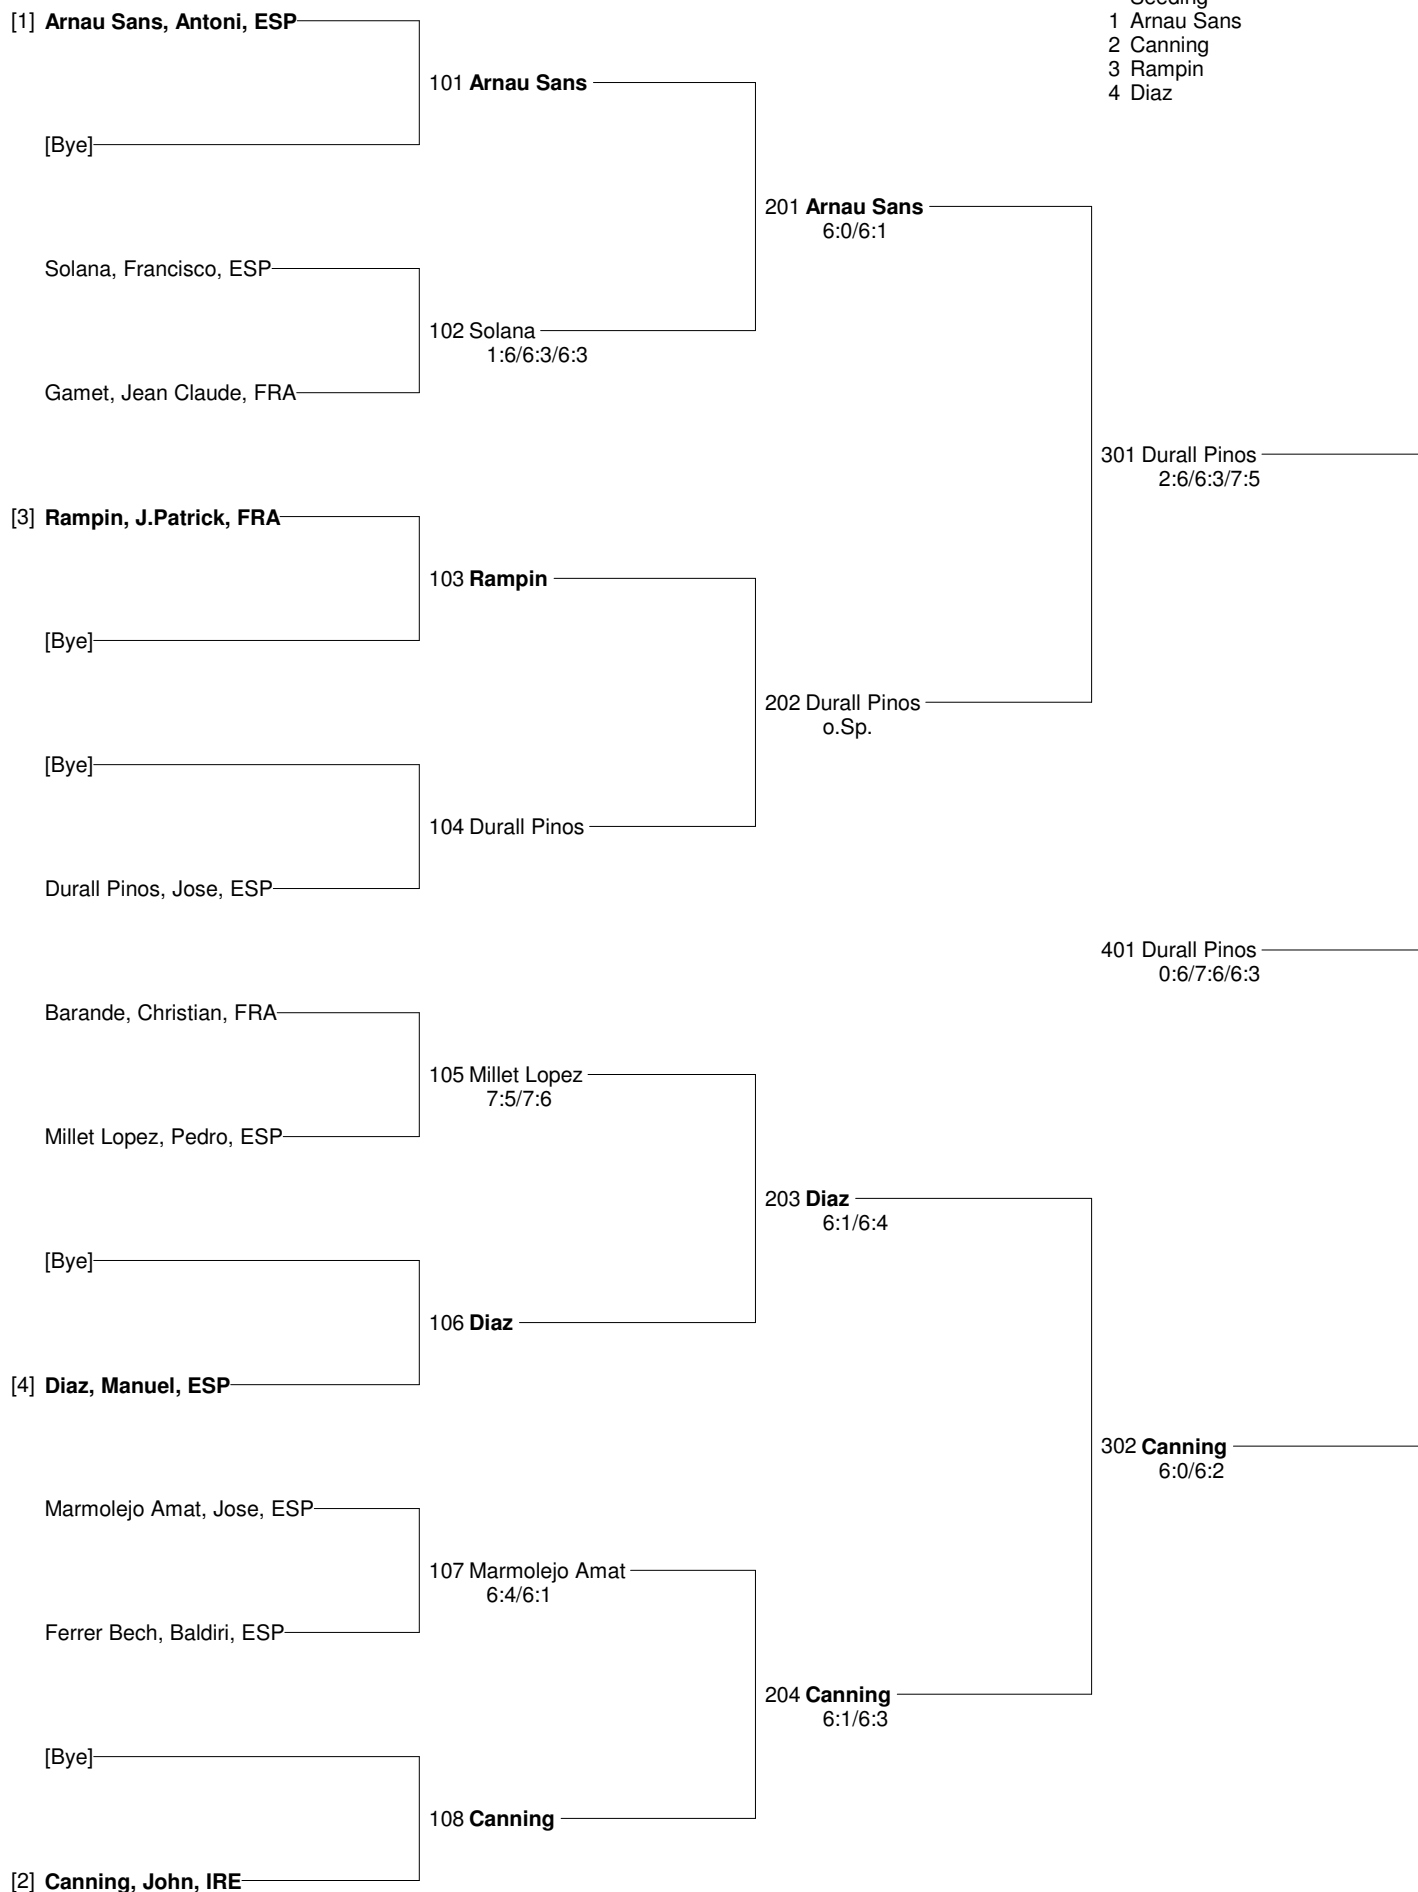 Seeding
[1] Arnau Sans, Antoni, ESP
1 Arnau Sans
2 Canning
3 Rampin
4 Diaz
101 Arnau Sans
[Bye]
201 Arnau Sans
6:0/6:1
Solana, Francisco, ESP
102 Solana
1:6/6:3/6:3
Gamet, Jean Claude, FRA
301 Durall Pinos
2:6/6:3/7:5
[3] Rampin, J.Patrick, FRA
103 Rampin
[Bye]
202 Durall Pinos
o.Sp.
[Bye]
104 Durall Pinos
Durall Pinos, Jose, ESP
401 Durall Pinos
0:6/7:6/6:3
Barande, Christian, FRA
105 Millet Lopez
7:5/7:6
Millet Lopez, Pedro, ESP
203 Diaz
6:1/6:4
[Bye]
106 Diaz
[4] Diaz, Manuel, ESP
302 Canning
6:0/6:2
Marmolejo Amat, Jose, ESP
107 Marmolejo Amat
6:4/6:1
Ferrer Bech, Baldiri, ESP
204 Canning
6:1/6:3
[Bye]
108 Canning
[2] Canning, John, IRE